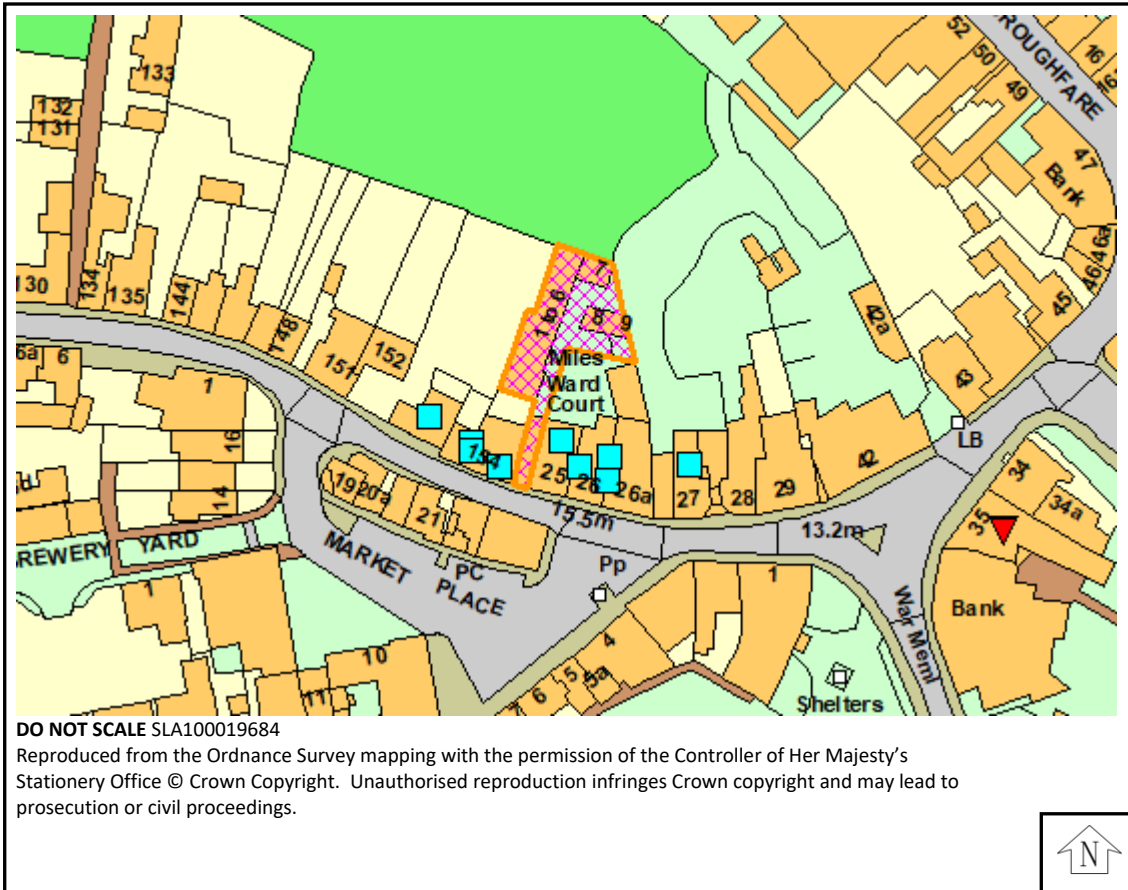 133
132
131
130
134
135
144
148
151
152
6a
6
1
16
14
BREWERY YARD
1
10
11
19
20a
21
MARKET
PLACE
PC
15.5m
Pp
7
8
9
Miles
Ward
Court
25
26
26a
27
28
29
42
13.2m
42a
43
LB
45
46
46a
47
Bank
49
50
52
16
ROUGHFARE
34
34a
35
Bank
War Meml
Shelters
1
4
5
5a
6
DO NOT SCALE SLA100019684
Reproduced from the Ordnance Survey mapping with the permission of the Controller of Her Majesty's
Stationery Office © Crown Copyright. Unauthorised reproduction infringes Crown copyright and may lead to
prosecution or civil proceedings.
N